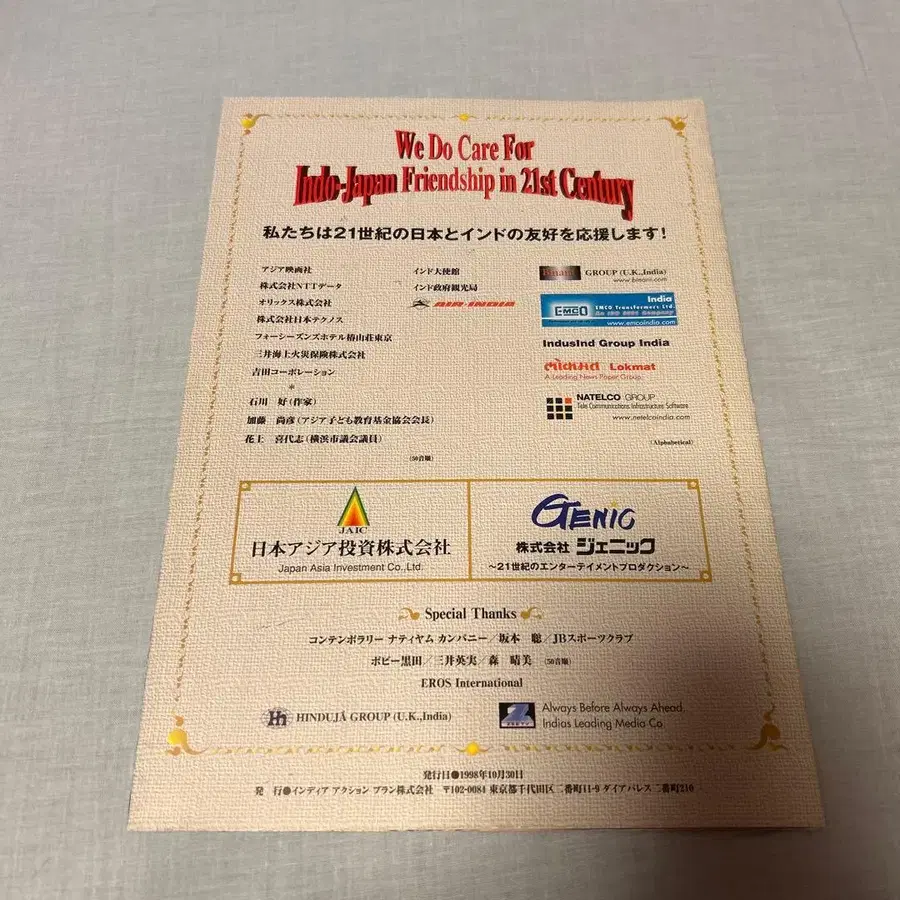 We Do Care For
Indo-Japan Friendship in 21st Century
私たちは21世紀の日本とインドの友好を応援します!
アジア映画社
株式会社NTTデータ
オリックス株式会社
株式会社日本テクノス
フォーシーズンズホテル椿山荘東京
三井海上火災保険株式会社
吉田コーポレーション
*
石川 好(作家)
加藤 尚彦(アジア子ども教育基金協会会長)
花上 喜代志(横浜市議会議員)
(50音順)
インド大使館
インド政府観光局
AIR-INDIA
Binani GROUP (U.K.,India)
www.binani.com
India
EMCO EMCO Transformers Ltd.
An ISO 9001 Company
www.emcoindia.com
IndusInd Group India
लोकमत Lokmat
A Leading News Paper Group.
NATELCO GROUP
Tele Communications Infrastructure Software
www.natelcoindia.com
(Alphabetical)
JAIC
日本アジア投資株式会社
Japan Asia Investment Co.,Ltd.
GENIC
株式会社 ジェニック
~21世紀のエンターテイメントプロダクション~
Special Thanks
コンテンポラリー ナティヤム カンパニー/坂本 聡/JBスポーツクラブ
ボビー黒田/三井英実/森 晴美 (50音順)
EROS International
HINDUJA GROUP (U.K.,India)
Always Before Always Ahead.
Indias Leading Media Co.
発行日●1998年10月30日
発 行●インディア アクション プラン株式会社 〒102-0084 東京都千代田区二番町11-9 ダイアパレス二番町210